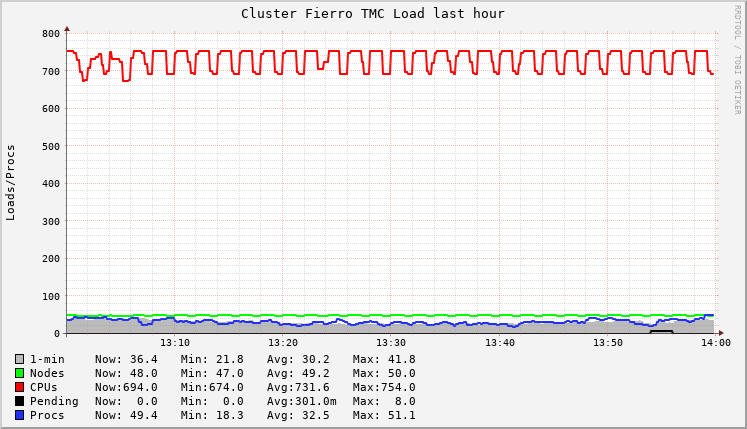 Cluster Fierro TMC Load last hour
RRDTOOL / TOBI OETIKER
Loads/Procs
800
700
600
500
400
300
200
100
0
13:10 13:20 13:30 13:40 13:50 14:00
1-min Now: 36.4 Min: 21.8 Avg: 30.2 Max: 41.8
Nodes Now: 48.0 Min: 47.0 Avg: 49.2 Max: 50.0
CPUs Now:694.0 Min:674.0 Avg:731.6 Max:754.0
Pending Now: 0.0 Min: 0.0 Avg:301.0m Max: 8.0
Procs Now: 49.4 Min: 18.3 Avg: 32.5 Max: 51.1